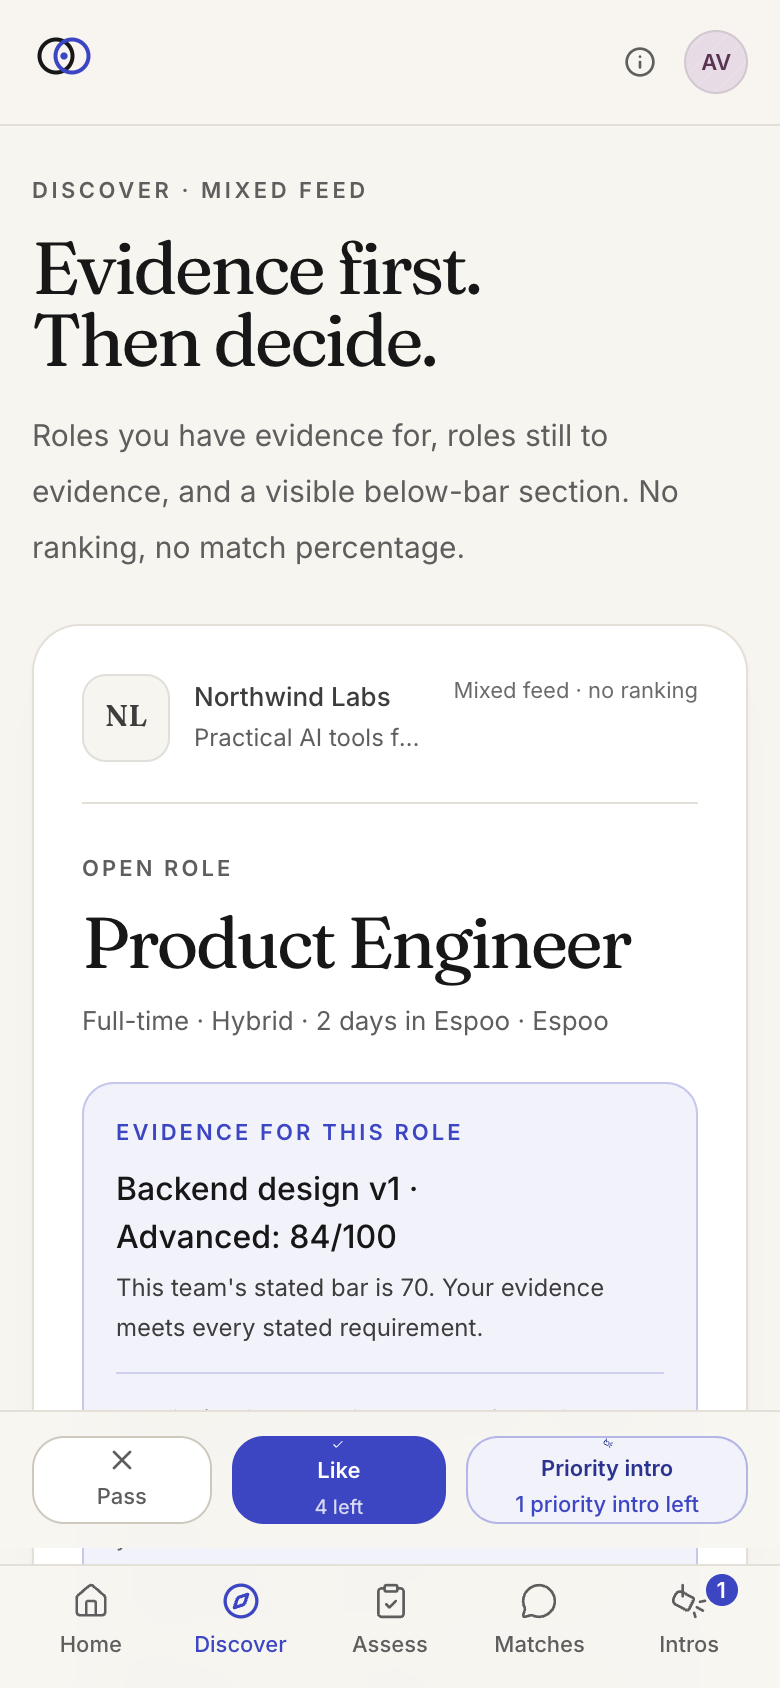 AV
DISCOVER · MIXED FEED
Evidence first.
Then decide.
Roles you have evidence for, roles still to
evidence, and a visible below-bar section. No
ranking, no match percentage.
NL
Northwind Labs
Mixed feed · no ranking
Practical AI tools f...
OPEN ROLE
Product Engineer
Full-time · Hybrid · 2 days in Espoo · Espoo
EVIDENCE FOR THIS ROLE
Backend design v1 ·
Advanced: 84/100
This team's stated bar is 70. Your evidence
meets every stated requirement.
Pass
Like
4 left
Priority intro
1 priority intro left
1
Home
Discover
Assess
Matches
Intros